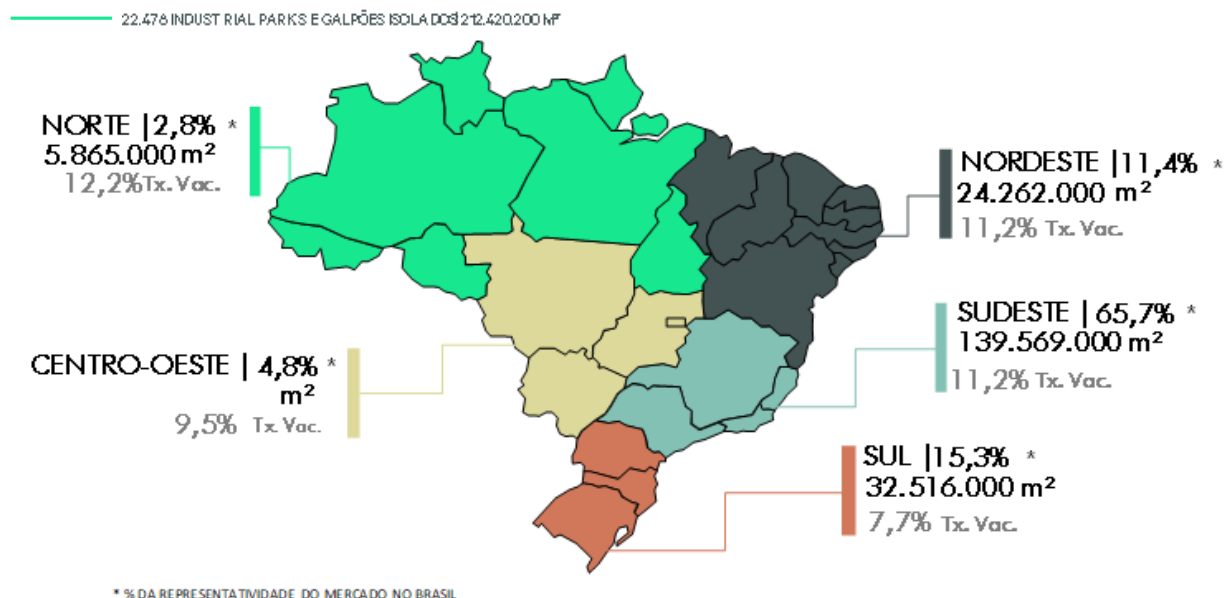 22.478 INDUSTRIAL PARKS E GALPÕES ISOLADOS| 212.420.200 M²
NORTE |2,8% *
5.865.000 m²
12,2%Tx. Vac.
NORDESTE |11,4% *
24.262.000 m²
11,2% Tx. Vac.
SUDESTE | 65,7% *
139.569.000 m²
11,2% Tx. Vac.
CENTRO-OESTE | 4,8% *
m²
9,5% Tx. Vac.
SUL |15,3% *
32.516.000 m²
7,7% Tx. Vac.
* % DA REPRESENTATIVIDADE DO MERCADO NO BRASIL